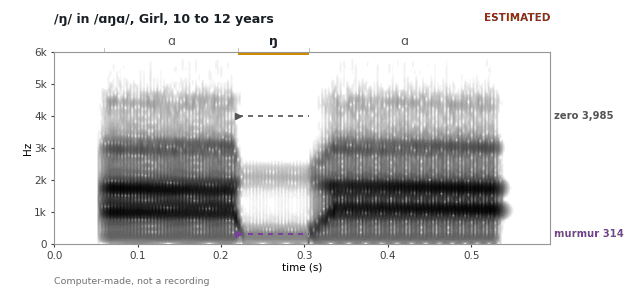 /ŋ/ in /ɑŋɑ/, Girl, 10 to 12 years
ESTIMATED
ɑ ŋ ɑ
6k
5k
4k
3k
2k
1k
0
Hz
zero 3,985
murmur 314
0.0 0.1 0.2 0.3 0.4 0.5
time (s)
Computer-made, not a recording